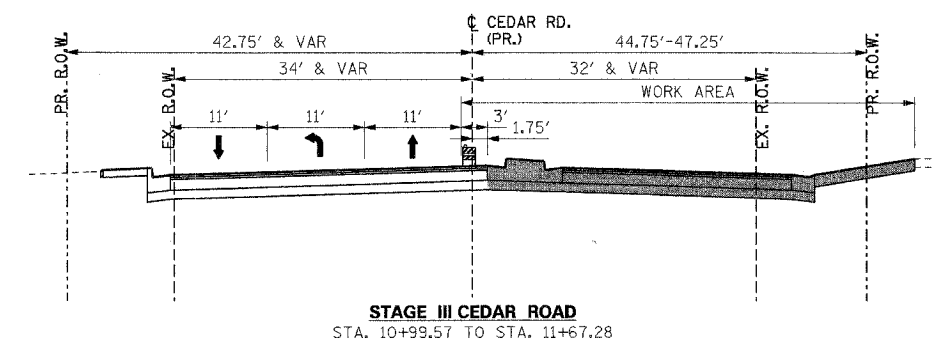 ℄ CEDAR RD.
(PR.)
42.75' & VAR
44.75'-47.25'
34' & VAR
32' & VAR
WORK AREA
PR. R.O.W.
EX. R.O.W.
EX. R.O.W.
PR. R.O.W.
11'
11'
11'
3'
1.75'
STAGE III CEDAR ROAD
STA. 10+99.57 TO STA. 11+67.28